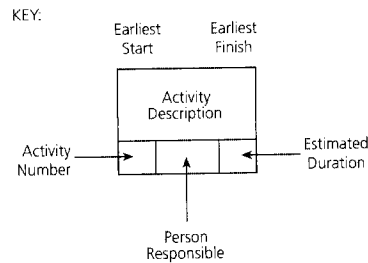 KEY:
Earliest
Start
Earliest
Finish
Activity
Description
Activity
Number
Estimated
Duration
Person
Responsible